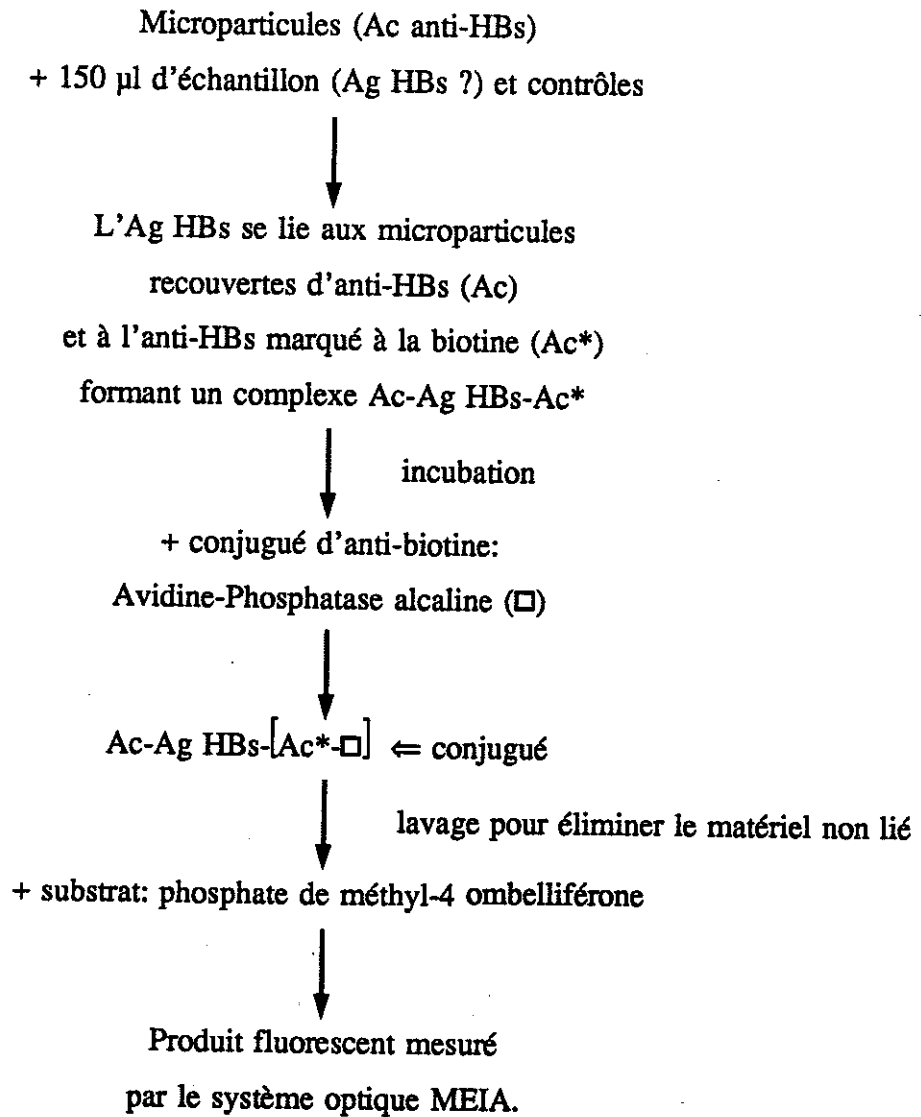 Microparticules (Ac anti-HBs)
+ 150 µl d'échantillon (Ag HBs ?) et contrôles
L'Ag HBs se lie aux microparticules
recouvertes d'anti-HBs (Ac)
et à l'anti-HBs marqué à la biotine (Ac*)
formant un complexe Ac-Ag HBs-Ac*
incubation
+ conjugué d'anti-biotine:
Avidine-Phosphatase alcaline (□)
Ac-Ag HBs-[Ac*-□] ⇐ conjugué
lavage pour éliminer le matériel non lié
+ substrat: phosphate de méthyl-4 ombelliférone
Produit fluorescent mesuré
par le système optique MEIA.